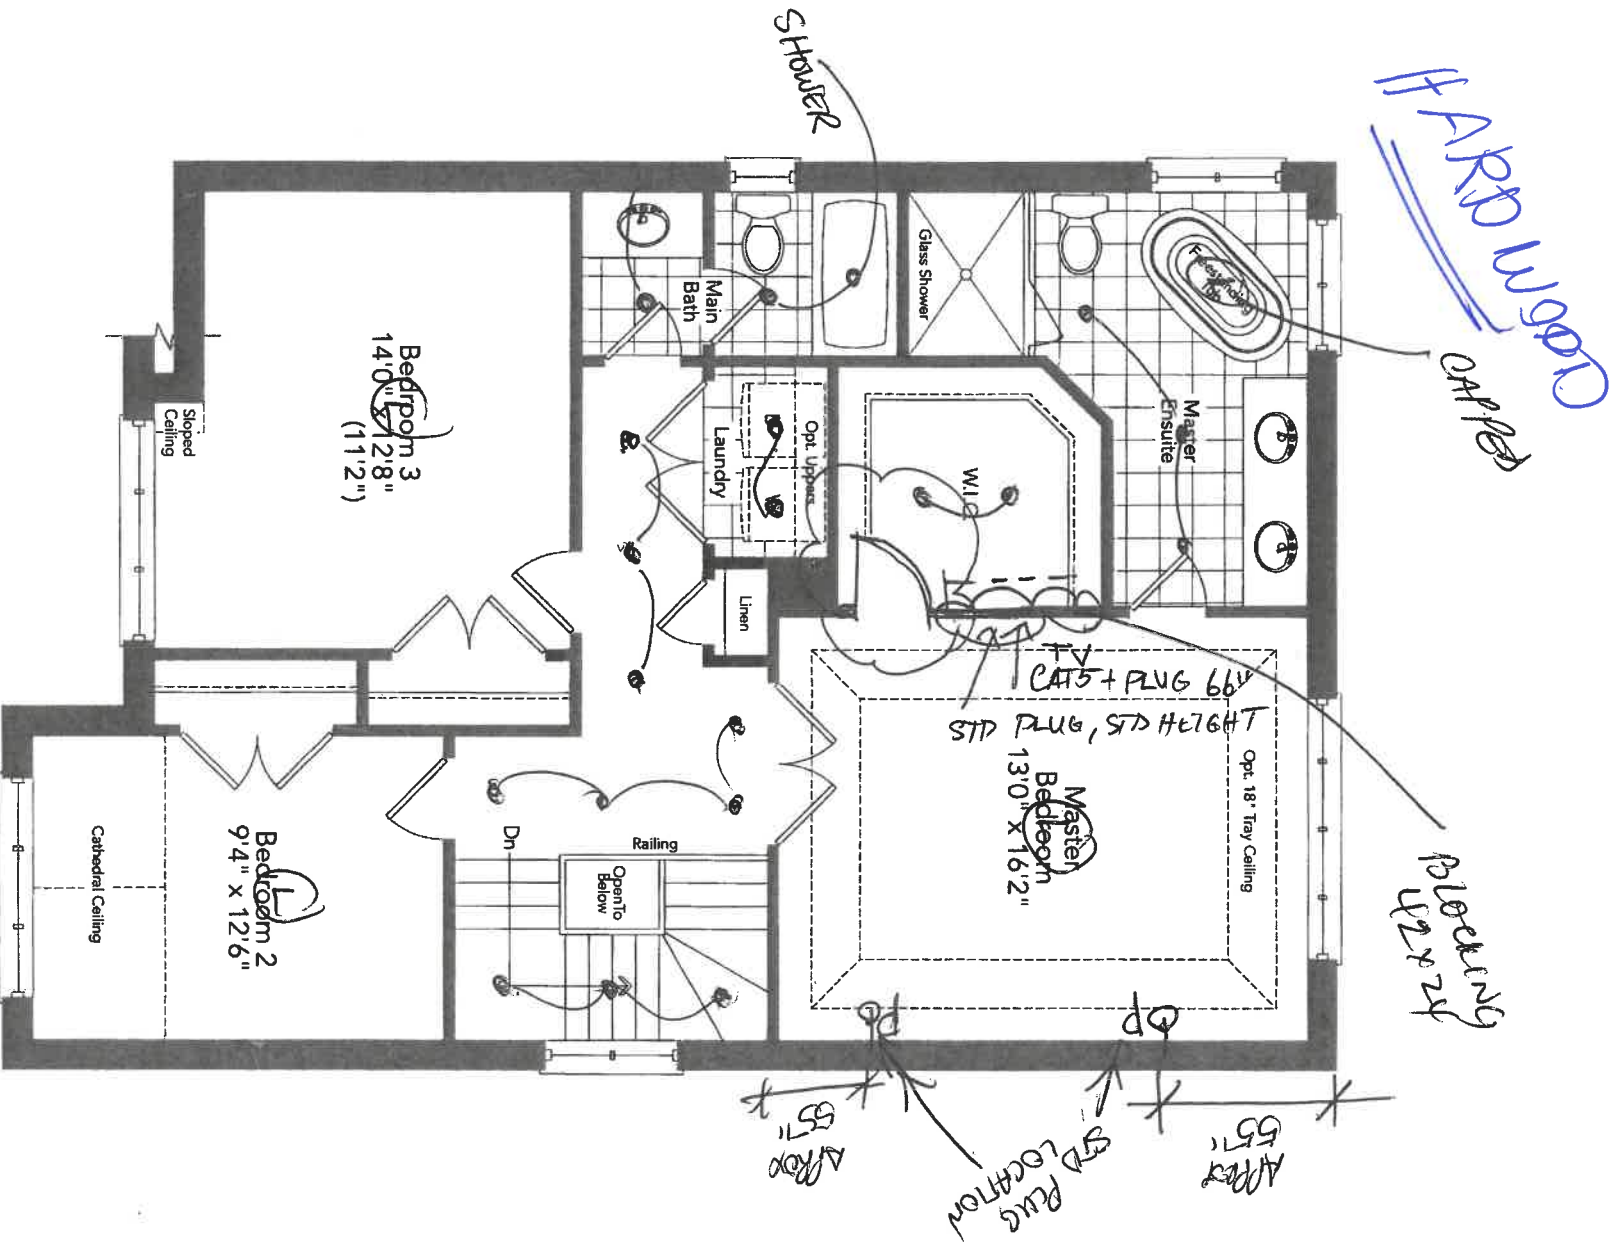 HARDWOOD
SHOWER
CAPPED
Freestanding
Tub
Glass Shower
Main
Bath
Master
Ensuite
Opt. Uppers
Laundry
W.I.C
Linen
Bedroom 3
14'0" x 12'8"
(11'2")
Sloped
Ceiling
TV
CAT5 + PLUG 66"
STD PLUG, STD HEIGHT
Master
Bedroom
13'0" x 16'2"
Opt. 18" Tray Ceiling
BLOCKING
42 x 24
Railing
Open To
Below
Dn
Bedroom 2
9'4" x 12'6"
Cathedral Ceiling
APPROX
55"
STD PLUG
LOCATION
APPROX
55"